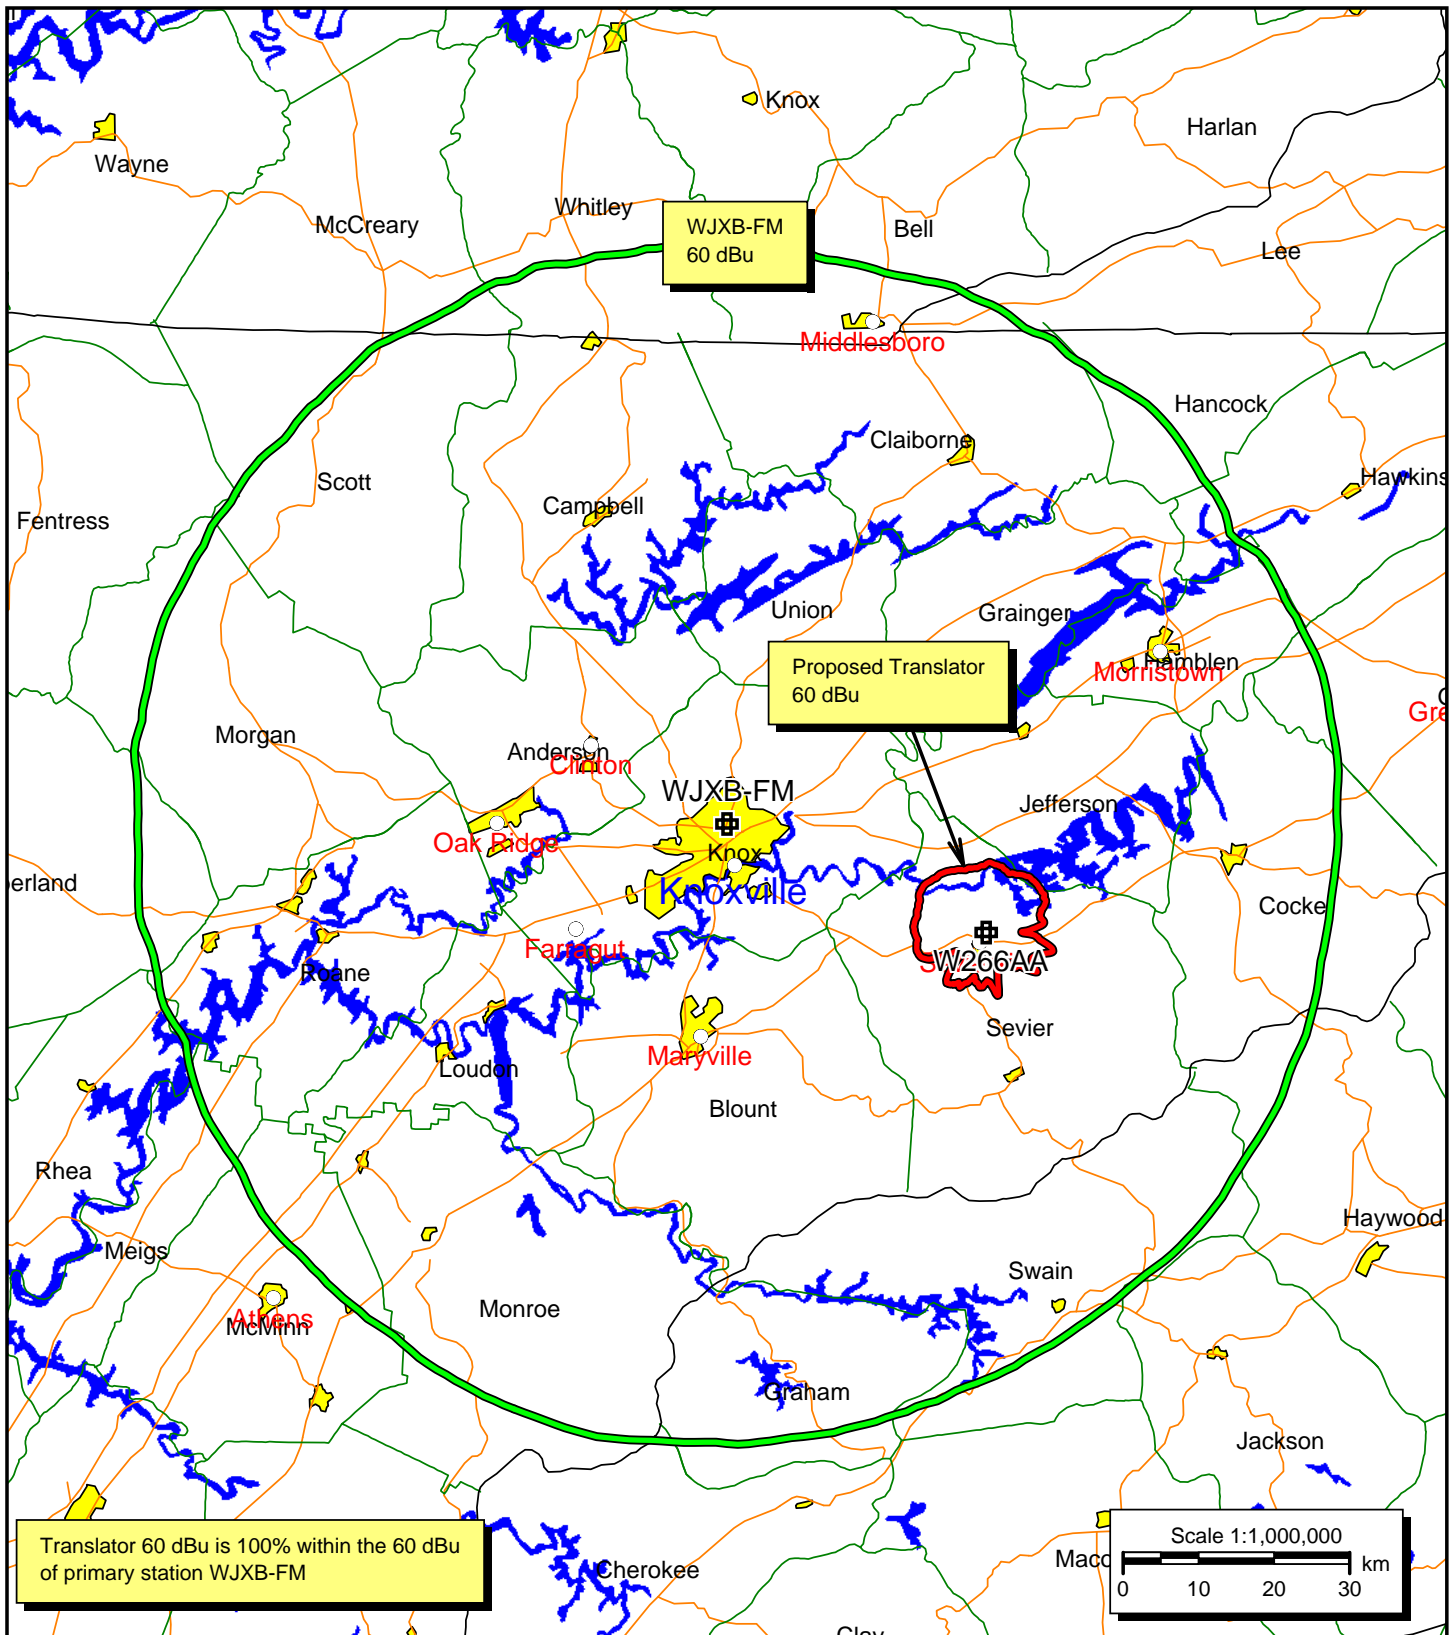 Knox
Harlan
Wayne
Whitley
McCreary
WJXB-FM
60 dBu
Bell
Lee
Middlesboro
Hancock
Claiborne
Scott
Hawkins
Campbell
Fentress
Union
Grainger
Proposed Translator
60 dBu
Hamblen
Morristown
Gre
Morgan
Anderson
Clinton
WJXB-FM
Jefferson
Oak Ridge
Knox
Knoxville
berland
Cocke
Farragut
W266AA
Roane
Sevier
Maryville
Loudon
Blount
Rhea
Haywood
Meigs
Swain
Monroe
Athens
McMinn
Graham
Jackson
Translator 60 dBu is 100% within the 60 dBu
of primary station WJXB-FM
Cherokee
Maco
Scale 1:1,000,000
km
0 10 20 30
Clay